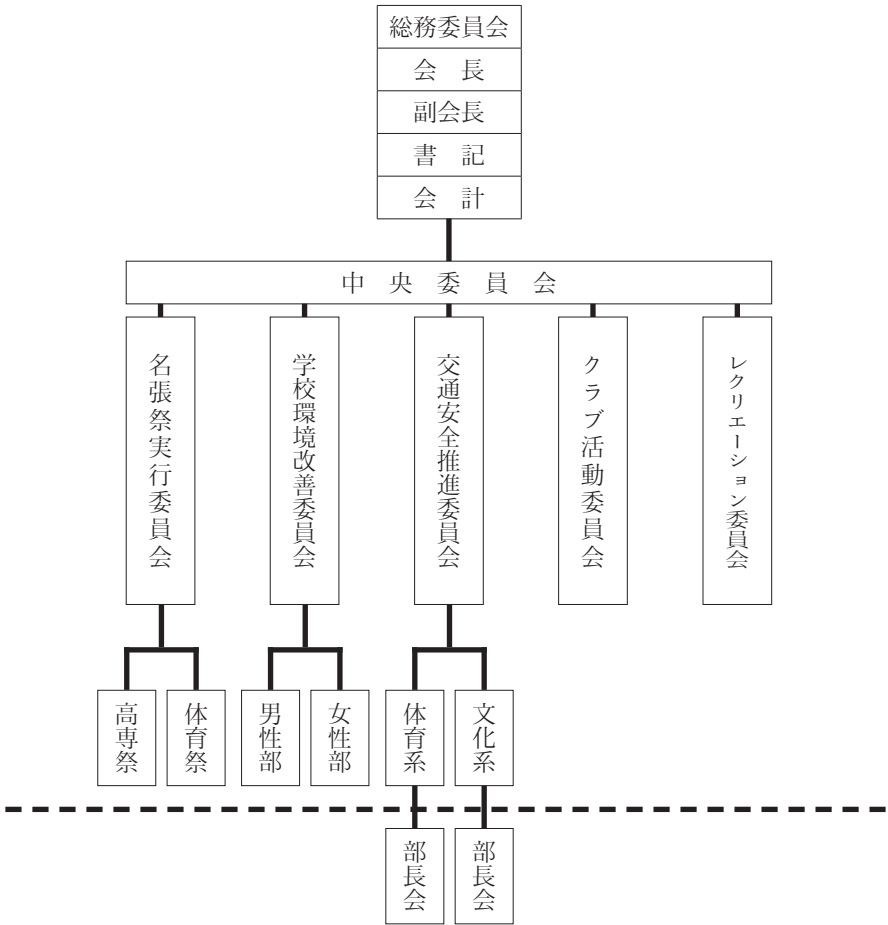 総務委員会
会　長
副会長
書　記
会　計
中　央　委　員　会
名張祭実行委員会
学校環境改善委員会
交通安全推進委員会
クラブ活動委員会
レクリエーション委員会
高専祭
体育祭
男性部
女性部
体育系
文化系
部長会
部長会